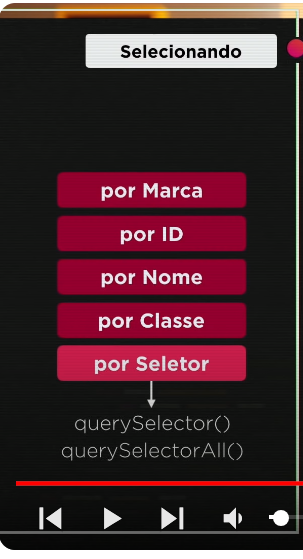 Selecionando
por Marca
por ID
por Nome
por Classe
por Seletor
querySelector()
querySelectorAll()